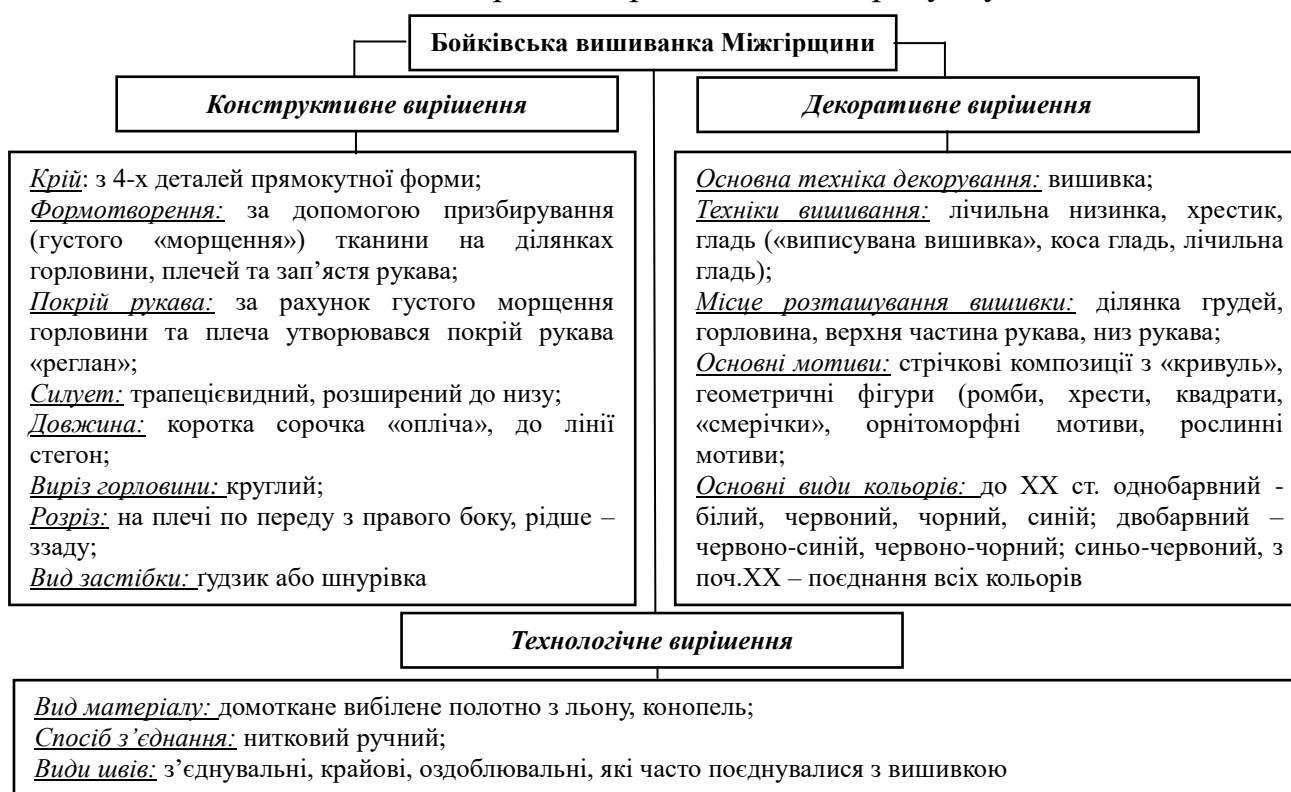 Бойківська вишиванка Міжгірщини
Конструктивне вирішення
Крій: з 4-х деталей прямокутної форми;
Формотворення: за допомогою призбирування
(густого «морщення») тканини на ділянках
горловини, плечей та зап’ястя рукава;
Покрій рукава: за рахунок густого морщення
горловини та плеча утворювався покрій рукава
«реглан»;
Силует: трапецієвидний, розширений до низу;
Довжина: коротка сорочка «опліча», до лінії
стегон;
Виріз горловини: круглий;
Розріз: на плечі по переду з правого боку, рідше –
ззаду;
Вид застібки: ґудзик або шнурівка
Декоративне вирішення
Основна техніка декорування: вишивка;
Техніки вишивання: лічильна низинка, хрестик,
гладь («виписувана вишивка», коса гладь, лічильна
гладь);
Місце розташування вишивки: ділянка грудей,
горловина, верхня частина рукава, низ рукава;
Основні мотиви: стрічкові композиції з «кривуль»,
геометричні фігури (ромби, хрести, квадрати,
«смерічки», орнітоморфні мотиви, рослинні
мотиви;
Основні види кольорів: до ХХ ст. однобарвний -
білий, червоний, чорний, синій; двобарвний –
червоно-синій, червоно-чорний; синьо-червоний, з
поч.ХХ – поєднання всіх кольорів
Технологічне вирішення
Вид матеріалу: домоткане вибілене полотно з льону, конопель;
Спосіб з’єднання: нитковий ручний;
Види швів: з’єднувальні, крайові, оздоблювальні, які часто поєднувалися з вишивкою